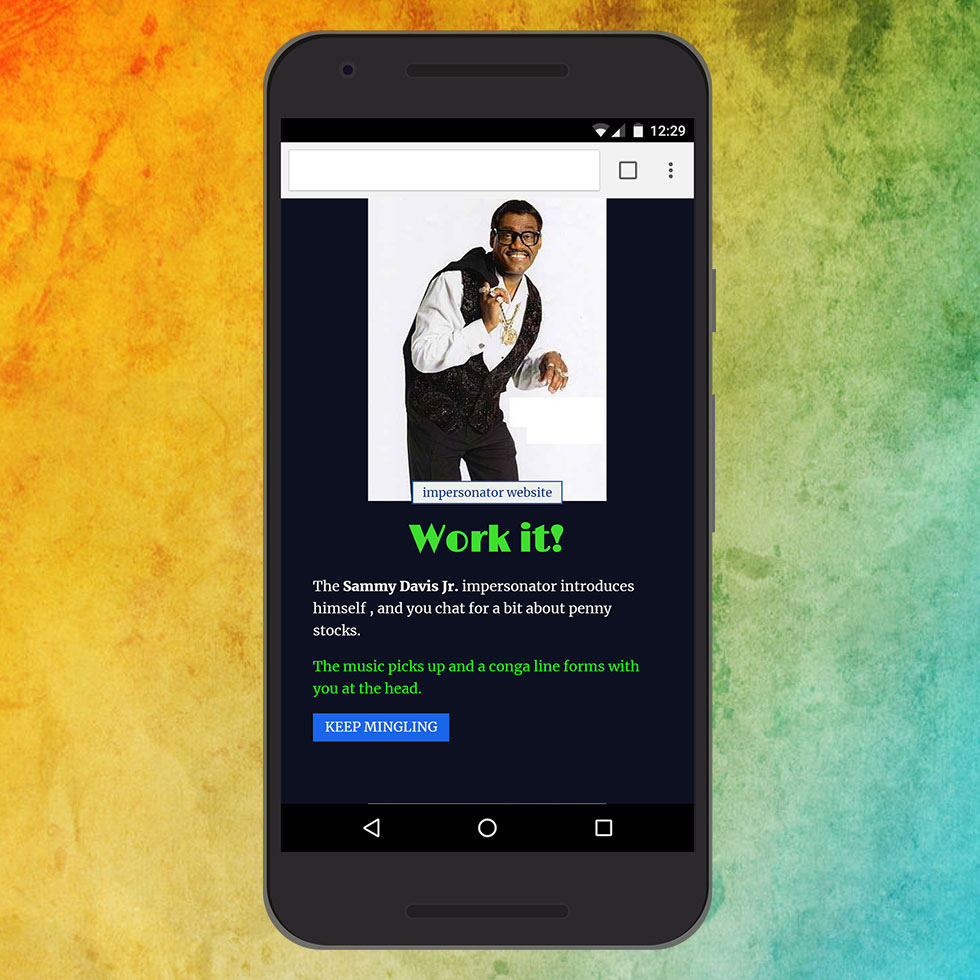 12:29
impersonator website
Work it!
The Sammy Davis Jr. impersonator introduces
himself , and you chat for a bit about penny
stocks.
The music picks up and a conga line forms with
you at the head.
KEEP MINGLING